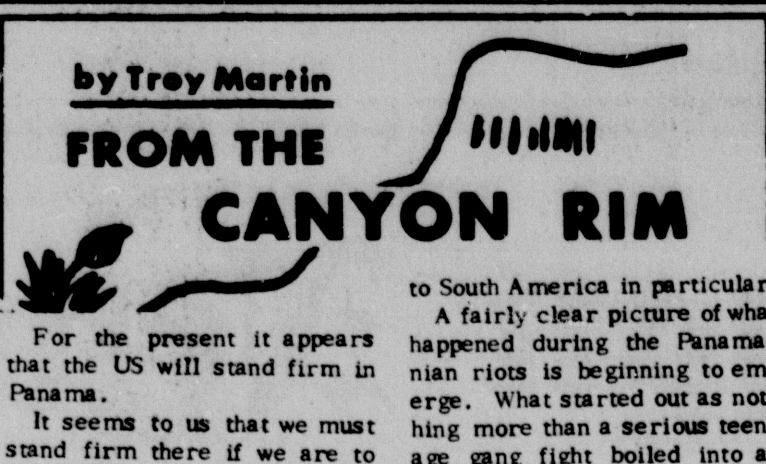 by Troy Martin
FROM THE
CANYON RIM
For the present it appears
that the US will stand firm in
Panama.
It seems to us that we must
stand firm there if we are to
to South America in particular
A fairly clear picture of wha
happened during the Panama
nian riots is beginning to em
erge. What started out as not
hing more than a serious teen
age gang fight boiled into a